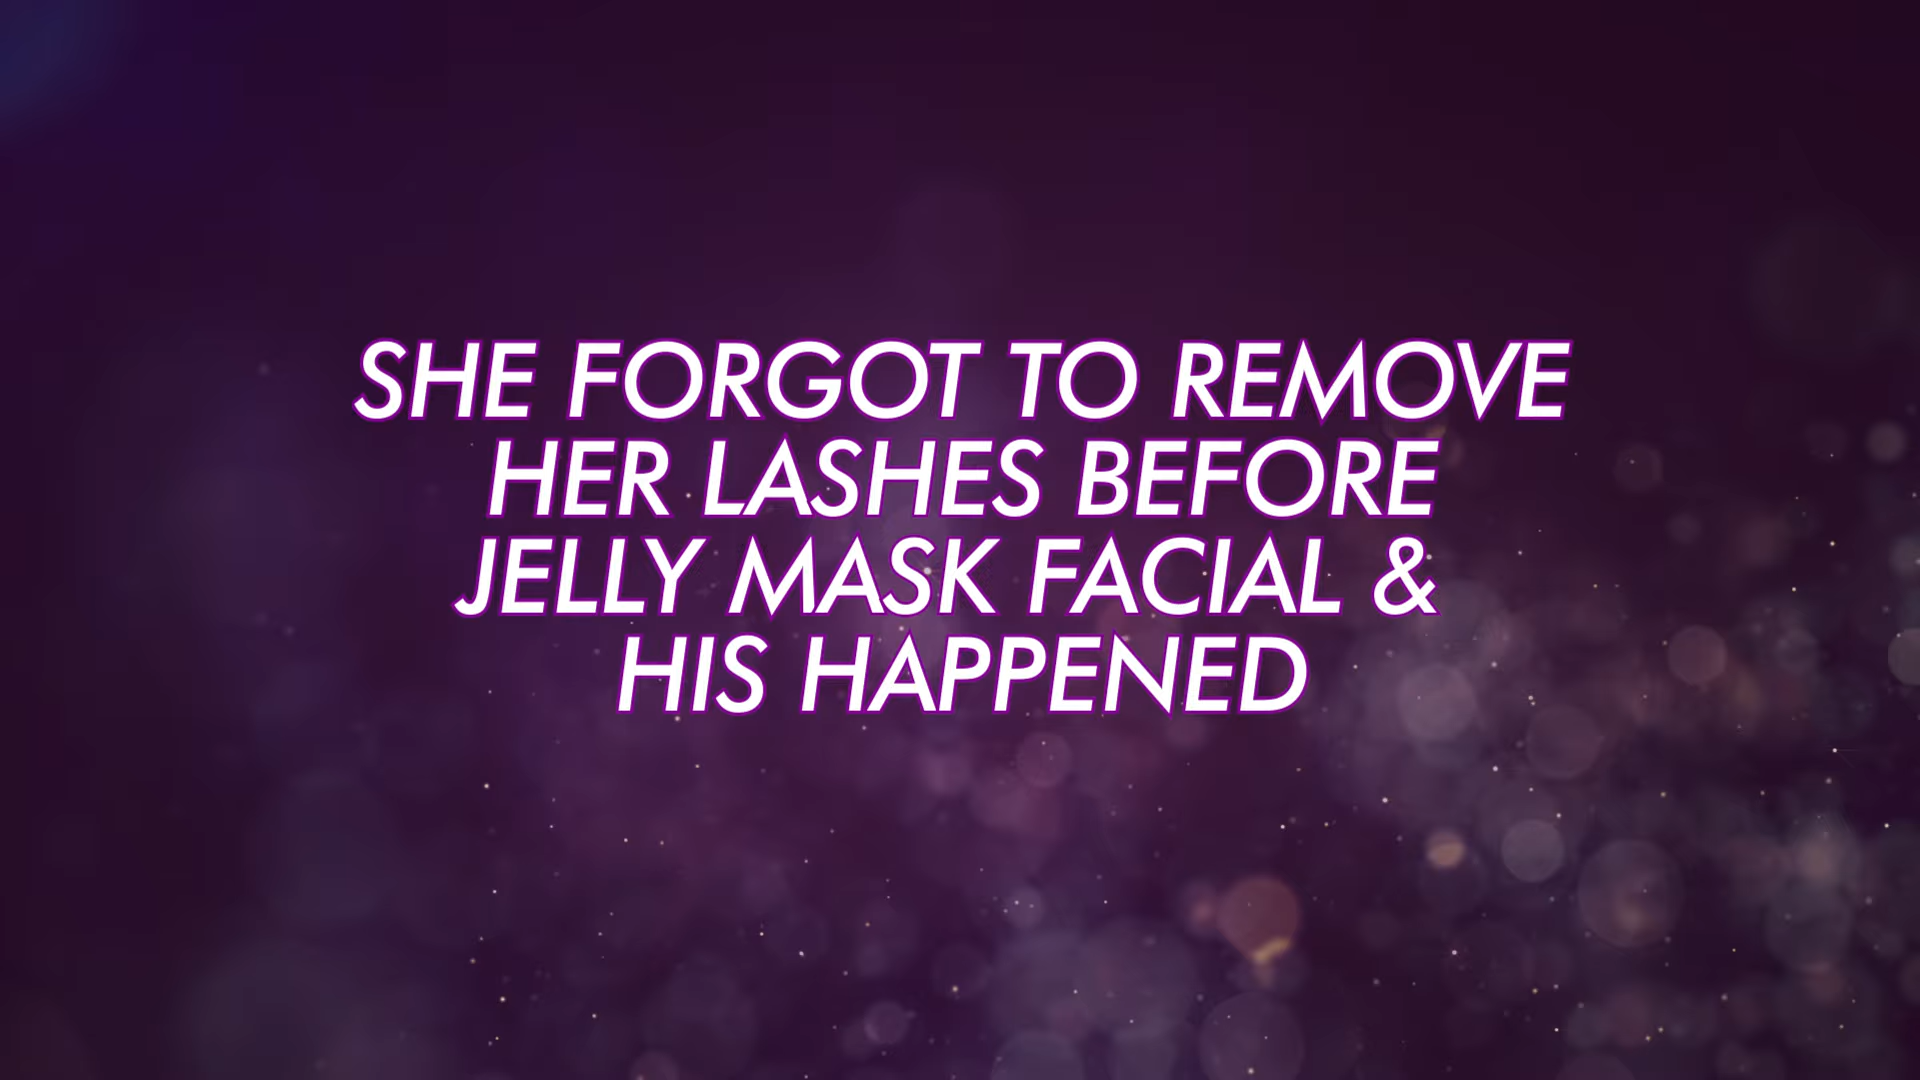 SHE FORGOT TO REMOVE
HER LASHES BEFORE
JELLY MASK FACIAL &
HIS HAPPENED